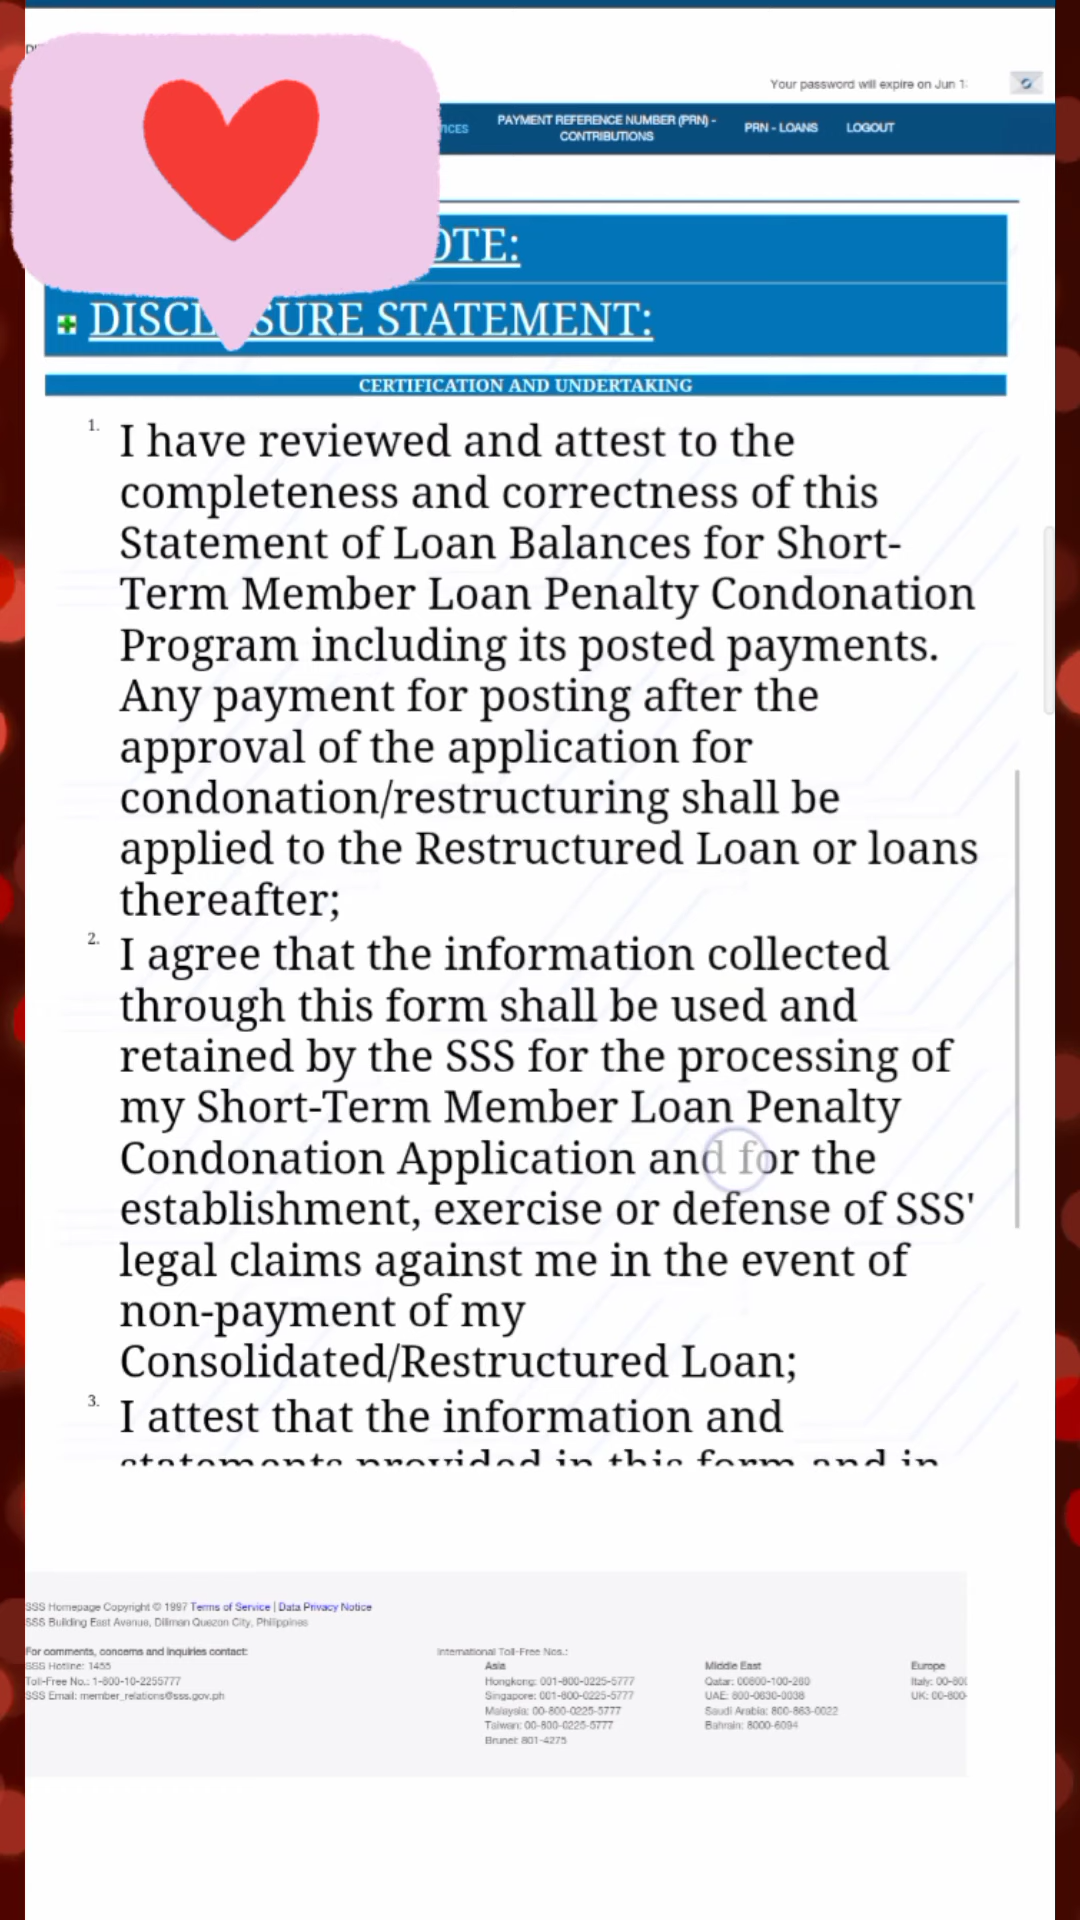 Your password will expire on Jun 1
PAYMENT REFERENCE NUMBER (PRN) -
CONTRIBUTIONS
PRN - LOANS
LOGOUT
OTE:
DISCL SURE STATEMENT:
CERTIFICATION AND UNDERTAKING
1. I have reviewed and attest to the
completeness and correctness of this
Statement of Loan Balances for Short-
Term Member Loan Penalty Condonation
Program including its posted payments.
Any payment for posting after the
approval of the application for
condonation/restructuring shall be
applied to the Restructured Loan or loans
thereafter;
2. I agree that the information collected
through this form shall be used and
retained by the SSS for the processing of
my Short-Term Member Loan Penalty
Condonation Application and for the
establishment, exercise or defense of SSS'
legal claims against me in the event of
non-payment of my
Consolidated/Restructured Loan;
3. I attest that the information and
statements provided in this form and in
SSS Homepage Copyright © 1997 Terms of Service | Data Privacy Notice
SSS Building East Avenue, Diliman Quezon City, Philippines
For comments, concerns and inquiries contact:
SSS Hotline: 1455
Toll-Free No.: 1-800-10-2255777
SSS Email: member_relations@sss.gov.ph
International Toll-Free Nos.:
Asia
Hongkong: 001-800-0225-5777
Singapore: 001-800-0225-5777
Malaysia: 00-800-0225-5777
Taiwan: 00-800-0225-5777
Brunei: 801-4275
Middle East
Qatar: 00800-100-260
UAE: 800-0630-0038
Saudi Arabia: 800-863-0022
Bahrain: 8000-6094
Europe
Italy: 00-800
UK: 00-800-